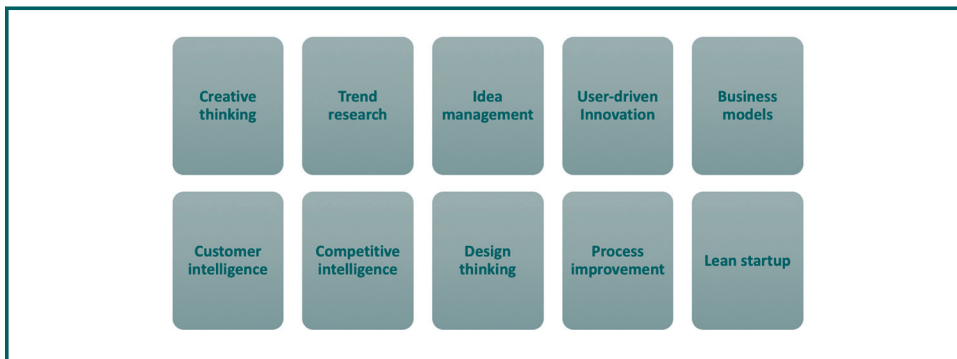 Creative
thinking
Trend
research
Idea
management
User-driven
Innovation
Business
models
Customer
intelligence
Competitive
intelligence
Design
thinking
Process
improvement
Lean startup